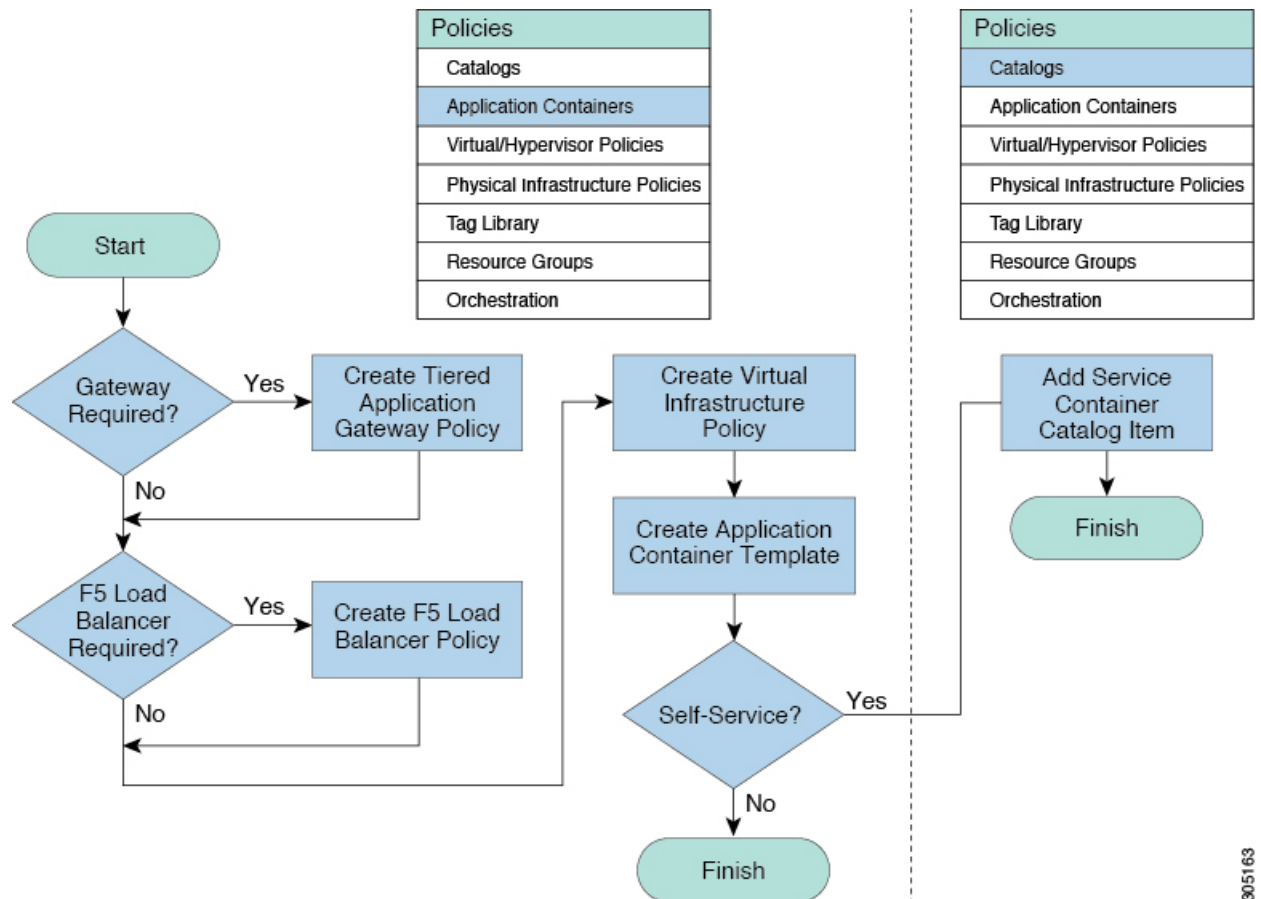 Policies
Catalogs
Application Containers
Virtual/Hypervisor Policies
Physical Infrastructure Policies
Tag Library
Resource Groups
Orchestration
Policies
Catalogs
Application Containers
Virtual/Hypervisor Policies
Physical Infrastructure Policies
Tag Library
Resource Groups
Orchestration
Start
Gateway
Required?
Yes
Create Tiered
Application
Gateway Policy
No
F5 Load
Balancer
Required?
Yes
Create F5 Load
Balancer Policy
No
Create Virtual
Infrastructure
Policy
Create Application
Container Template
Self-Service?
Yes
No
Finish
Add Service
Container
Catalog Item
Finish
305163